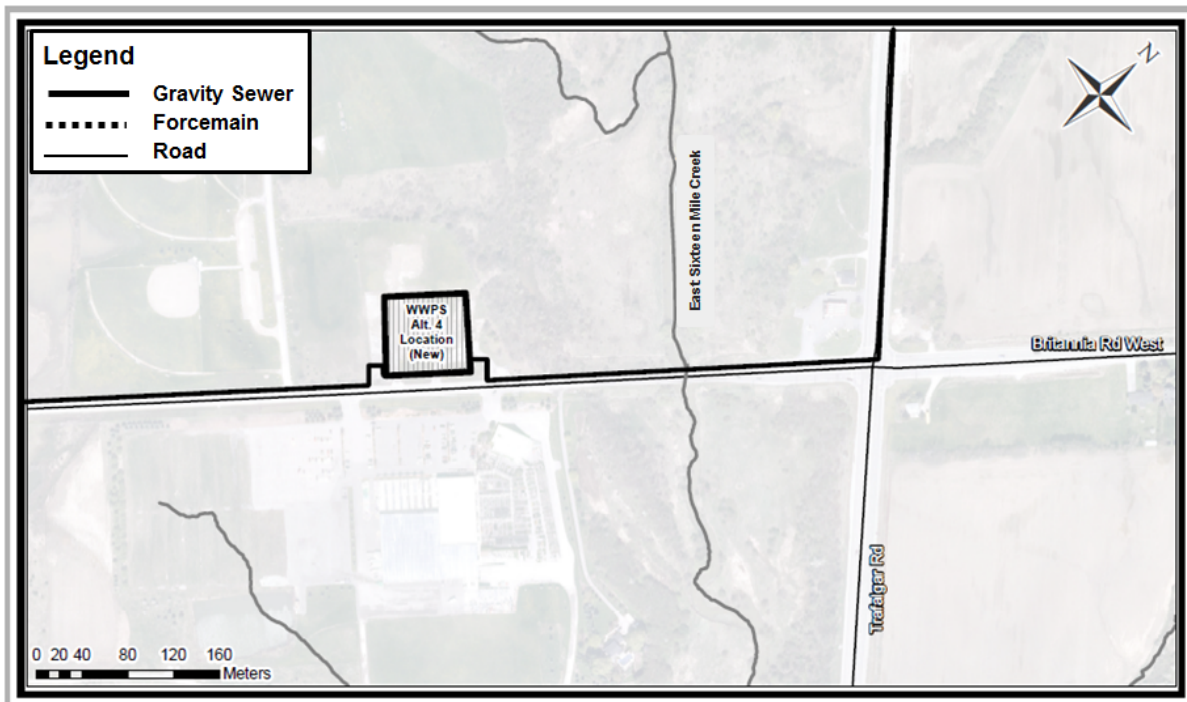 Legend
Gravity Sewer
Forcemain
Road
N
East Sixteen Mile Creek
WWPS
Alt. 4
Location
(New)
Britannia Rd West
Trafalgar Rd
0 20 40 80 120 160
Meters